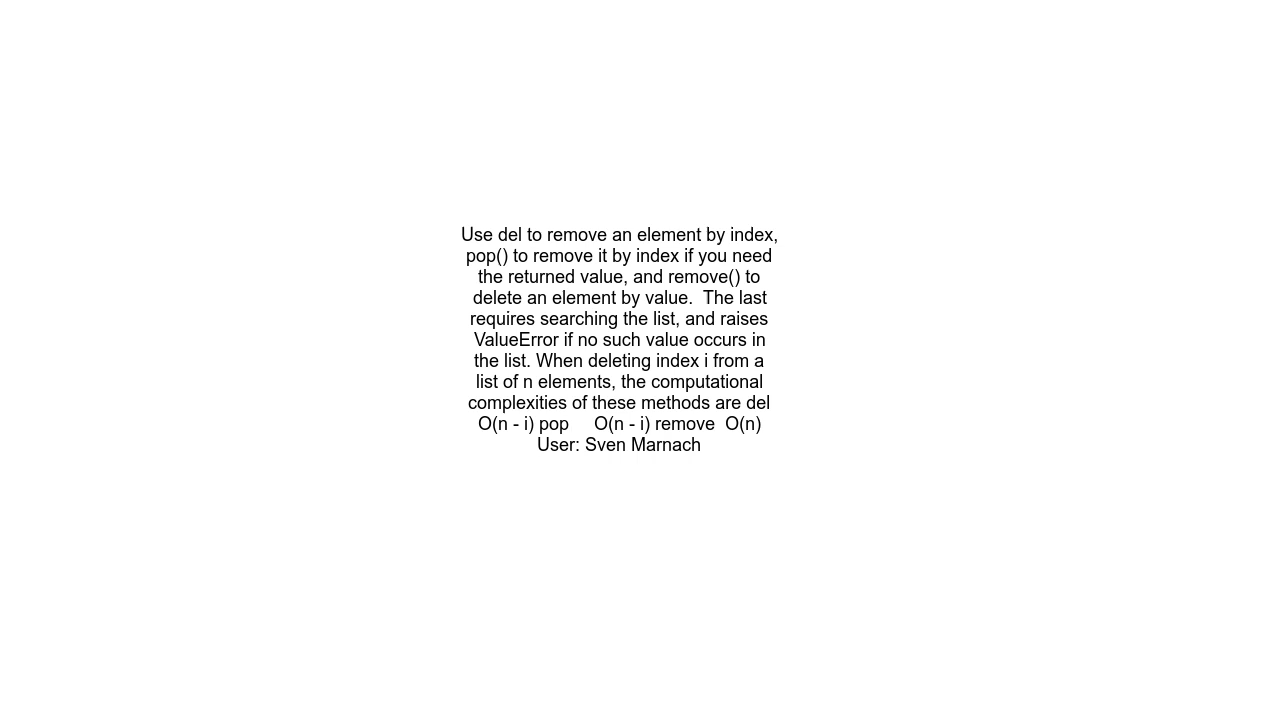 Use del to remove an element by index,
pop() to remove it by index if you need
the returned value, and remove() to
delete an element by value.  The last
requires searching the list, and raises
ValueError if no such value occurs in
the list. When deleting index i from a
list of n elements, the computational
complexities of these methods are del
O(n - i) pop     O(n - i) remove  O(n)
User: Sven Marnach